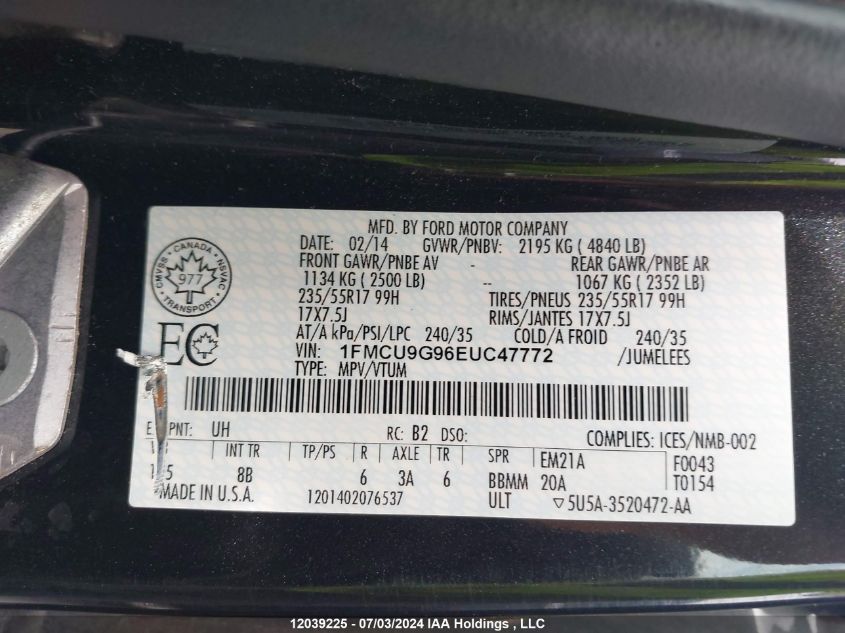 MFD. BY FORD MOTOR COMPANY
DATE: 02/14 GVWR/PNBV: 2195 KG ( 4840 LB)
FRONT GAWR/PNBE AV - REAR GAWR/PNBE AR
1134 KG ( 2500 LB) -- 1067 KG ( 2352 LB)
235/55R17 99H TIRES/PNEUS 235/55R17 99H
17X7.5J RIMS/JANTES 17X7.5J
AT/A kPa/PSI/LPC 240/35 COLD/A FROID 240/35
VIN: 1FMCU9G96EUC47772 /JUMELEES
TYPE: MPV/VTUM
CMVSS - CANADA - NSVAC
977
TRANSPORT
EC
PNT: UH RC: B2 DSO: COMPLIES: ICES/NMB-002
INT TR TP/PS R AXLE TR SPR EM21A F0043
5 8B 6 3A 6 BBMM 20A T0154
MADE IN U.S.A. 1201402076537 ULT ▽5U5A-3520472-AA
12039225 - 07/03/2024 IAA Holdings , LLC